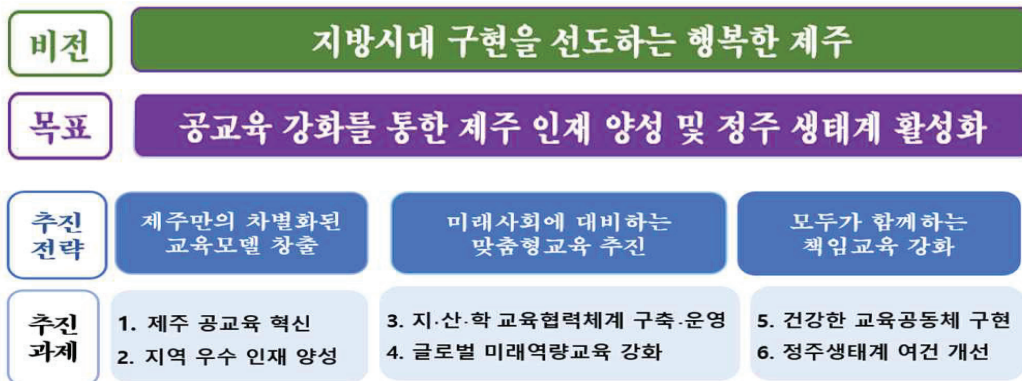 비전
지방시대 구현을 선도하는 행복한 제주
목표
공교육 강화를 통한 제주 인재 양성 및 정주 생태계 활성화
추진
전략
제주만의 차별화된
교육모델 창출
미래사회에 대비하는
맞춤형교육 추진
모두가 함께하는
책임교육 강화
추진
과제
1. 제주 공교육 혁신
2. 지역 우수 인재 양성
3. 지·산·학 교육협력체계 구축·운영
4. 글로벌 미래역량교육 강화
5. 건강한 교육공동체 구현
6. 정주생태계 여건 개선